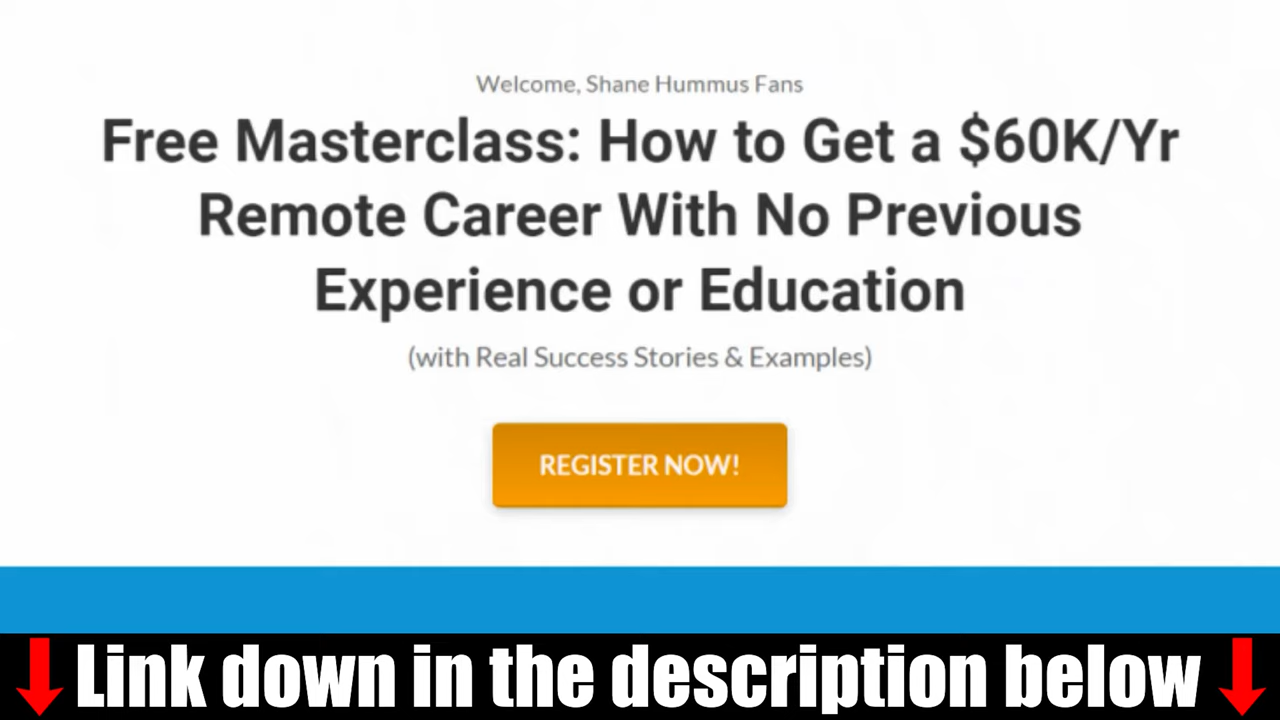 Welcome, Shane Hummus Fans
Free Masterclass: How to Get a $60K/Yr
Remote Career With No Previous
Experience or Education
(with Real Success Stories & Examples)
REGISTER NOW!
Link down in the description below